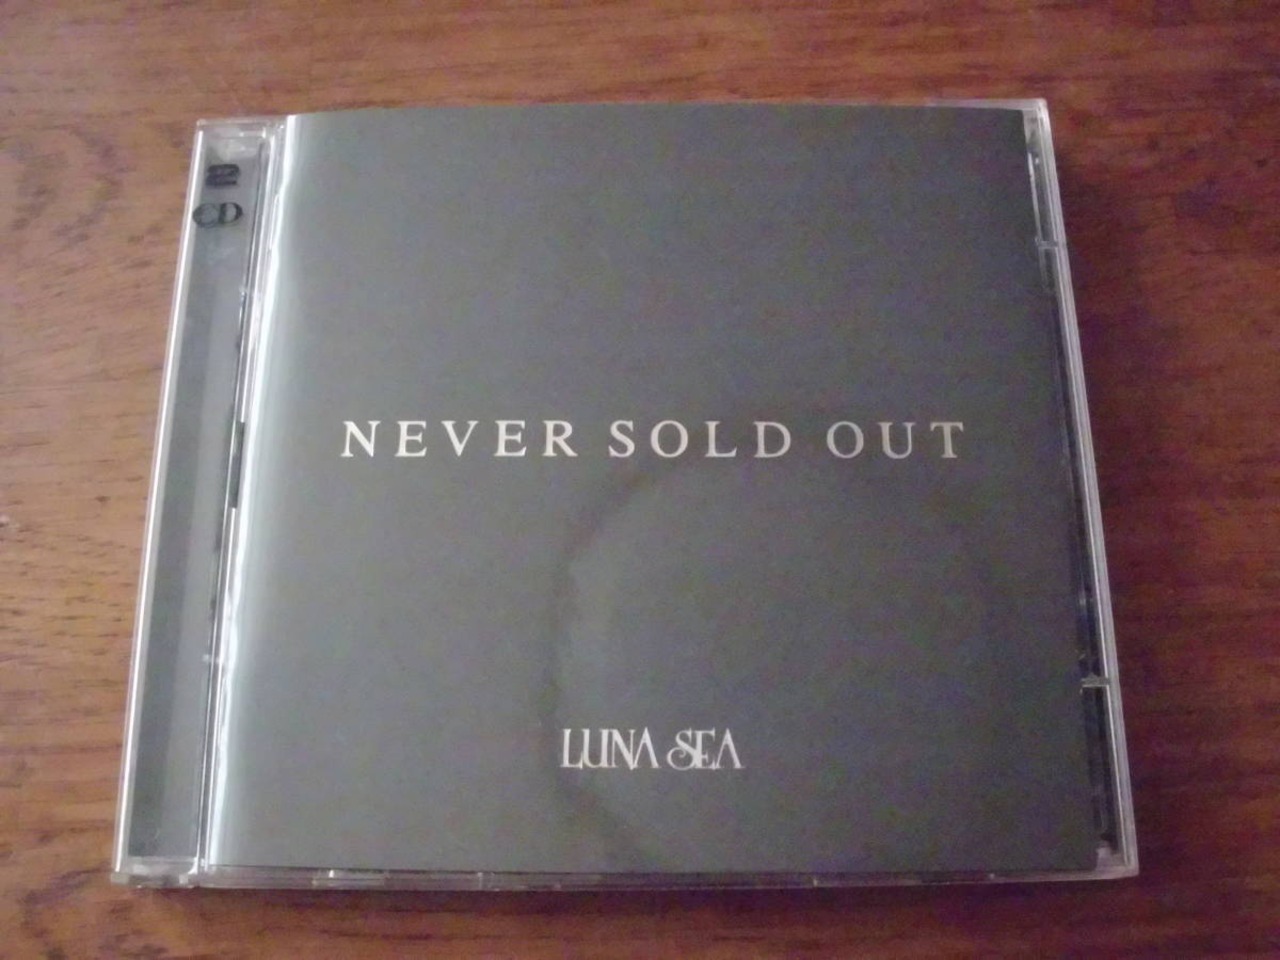 2
CD
NEVER SOLD OUT
LUNA SEA